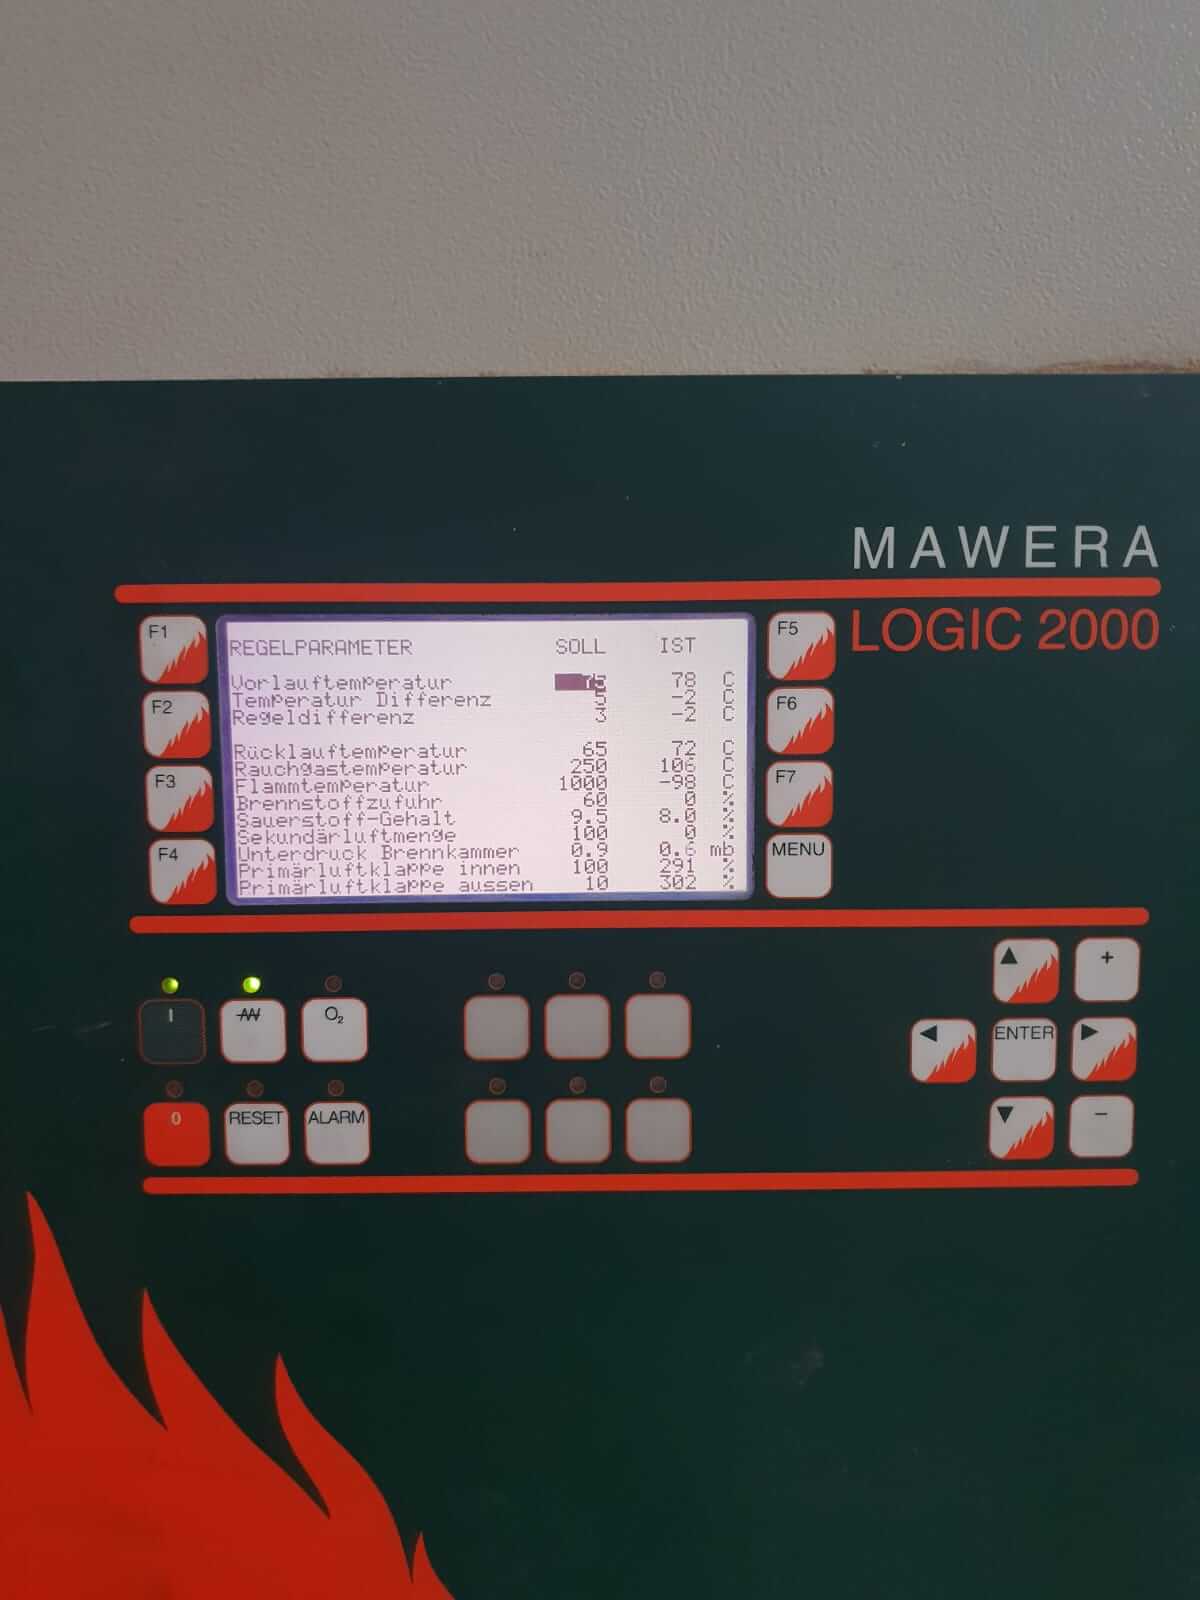 MAWERA
LOGIC 2000
F1
F2
F3
F4
REGELPARAMETER SOLL IST
Vorlauftemperatur 75 78 C
Temperatur Differenz 5 -2 C
Regeldifferenz 3 -2 C
Rücklauftemperatur 65 72 C
Rauchgastemperatur 250 106 C
Flammtemperatur 1000 -98 C
Brennstoffzufuhr 60 0 %
Sauerstoff-Gehalt 9.5 8.0 %
Sekundärluftmenge 100 0 %
Unterdruck Brennkammer 0.9 0.6 mb
Primärluftklappe innen 100 291 %
Primärluftklappe aussen 10 302 %
F5
F6
F7
MENU
I
O₂
0
RESET
ALARM
+
ENTER
−